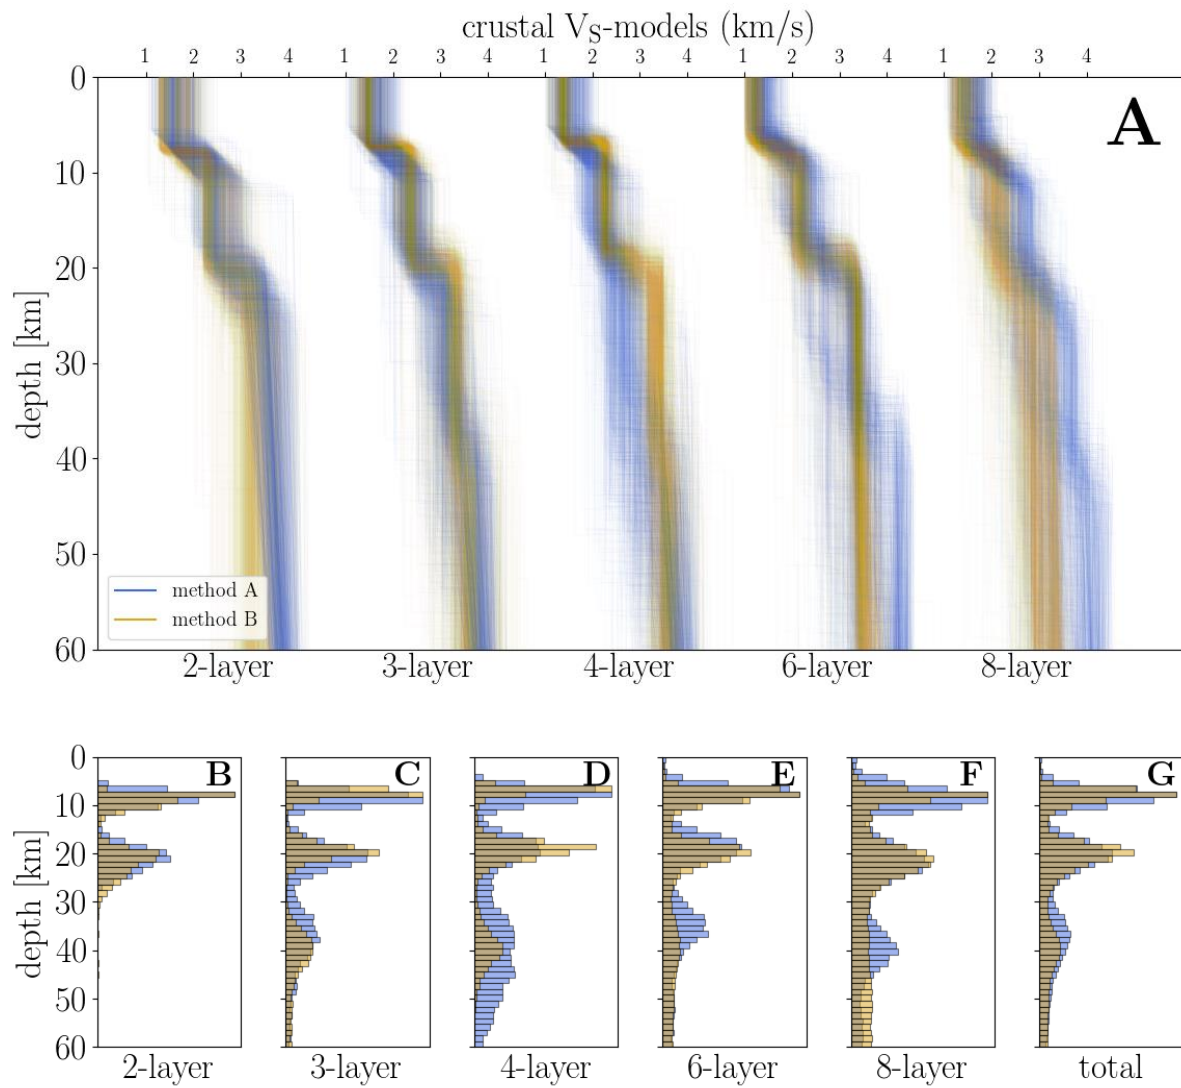 crustal VS-models (km/s)
1 2 3 4 1 2 3 4 1 2 3 4 1 2 3 4 1 2 3 4
A
0
10
20
30
40
50
60
depth [km]
method A
method B
2-layer 3-layer 4-layer 6-layer 8-layer
B C D E F G
0
10
20
30
40
50
60
depth [km]
2-layer 3-layer 4-layer 6-layer 8-layer total